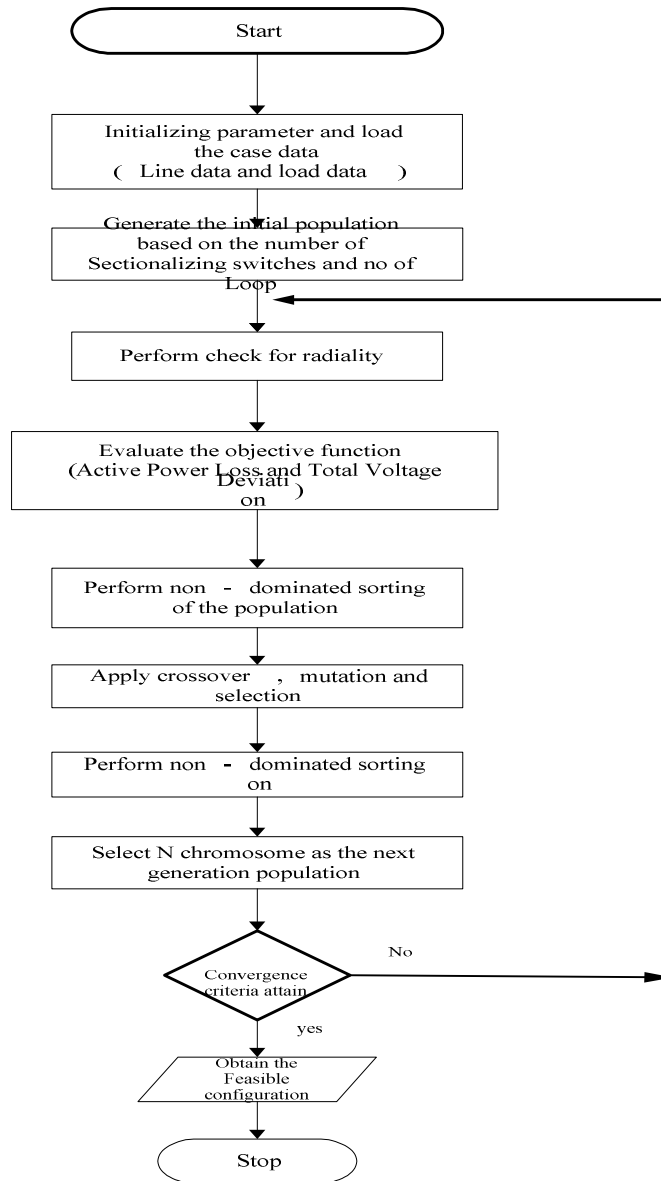 Start
Initializing parameter and load
the case data
( Line data and load data )
Generate the initial population
based on the number of
Sectionalizing switches and no of
Loop
Perform check for radiality
Evaluate the objective function
(Active Power Loss and Total Voltage
Deviati )
on
Perform non - dominated sorting
of the population
Apply crossover , mutation and
selection
Perform non - dominated sorting
on
Select N chromosome as the next
generation population
Convergence
criteria attain
No
yes
Obtain the
Feasible
configuration
Stop